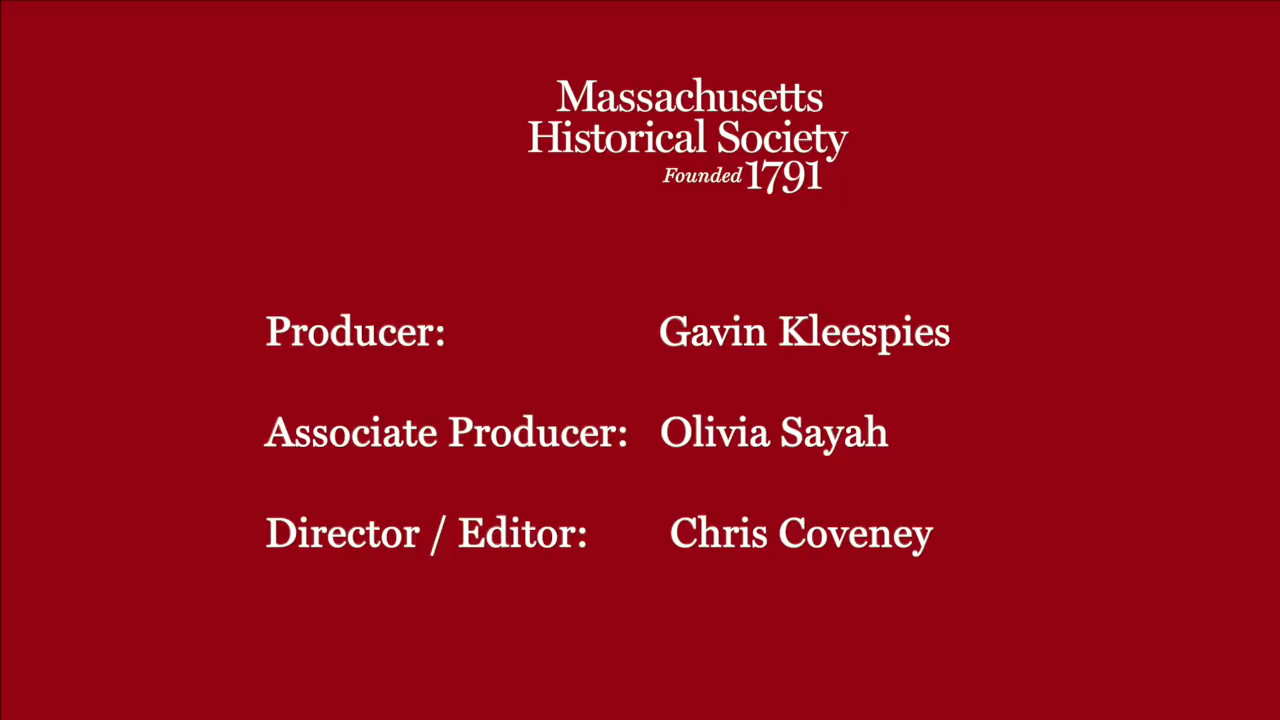 Massachusetts
Historical Society
Founded 1791
Producer: Gavin Kleespies
Associate Producer: Olivia Sayah
Director / Editor: Chris Coveney